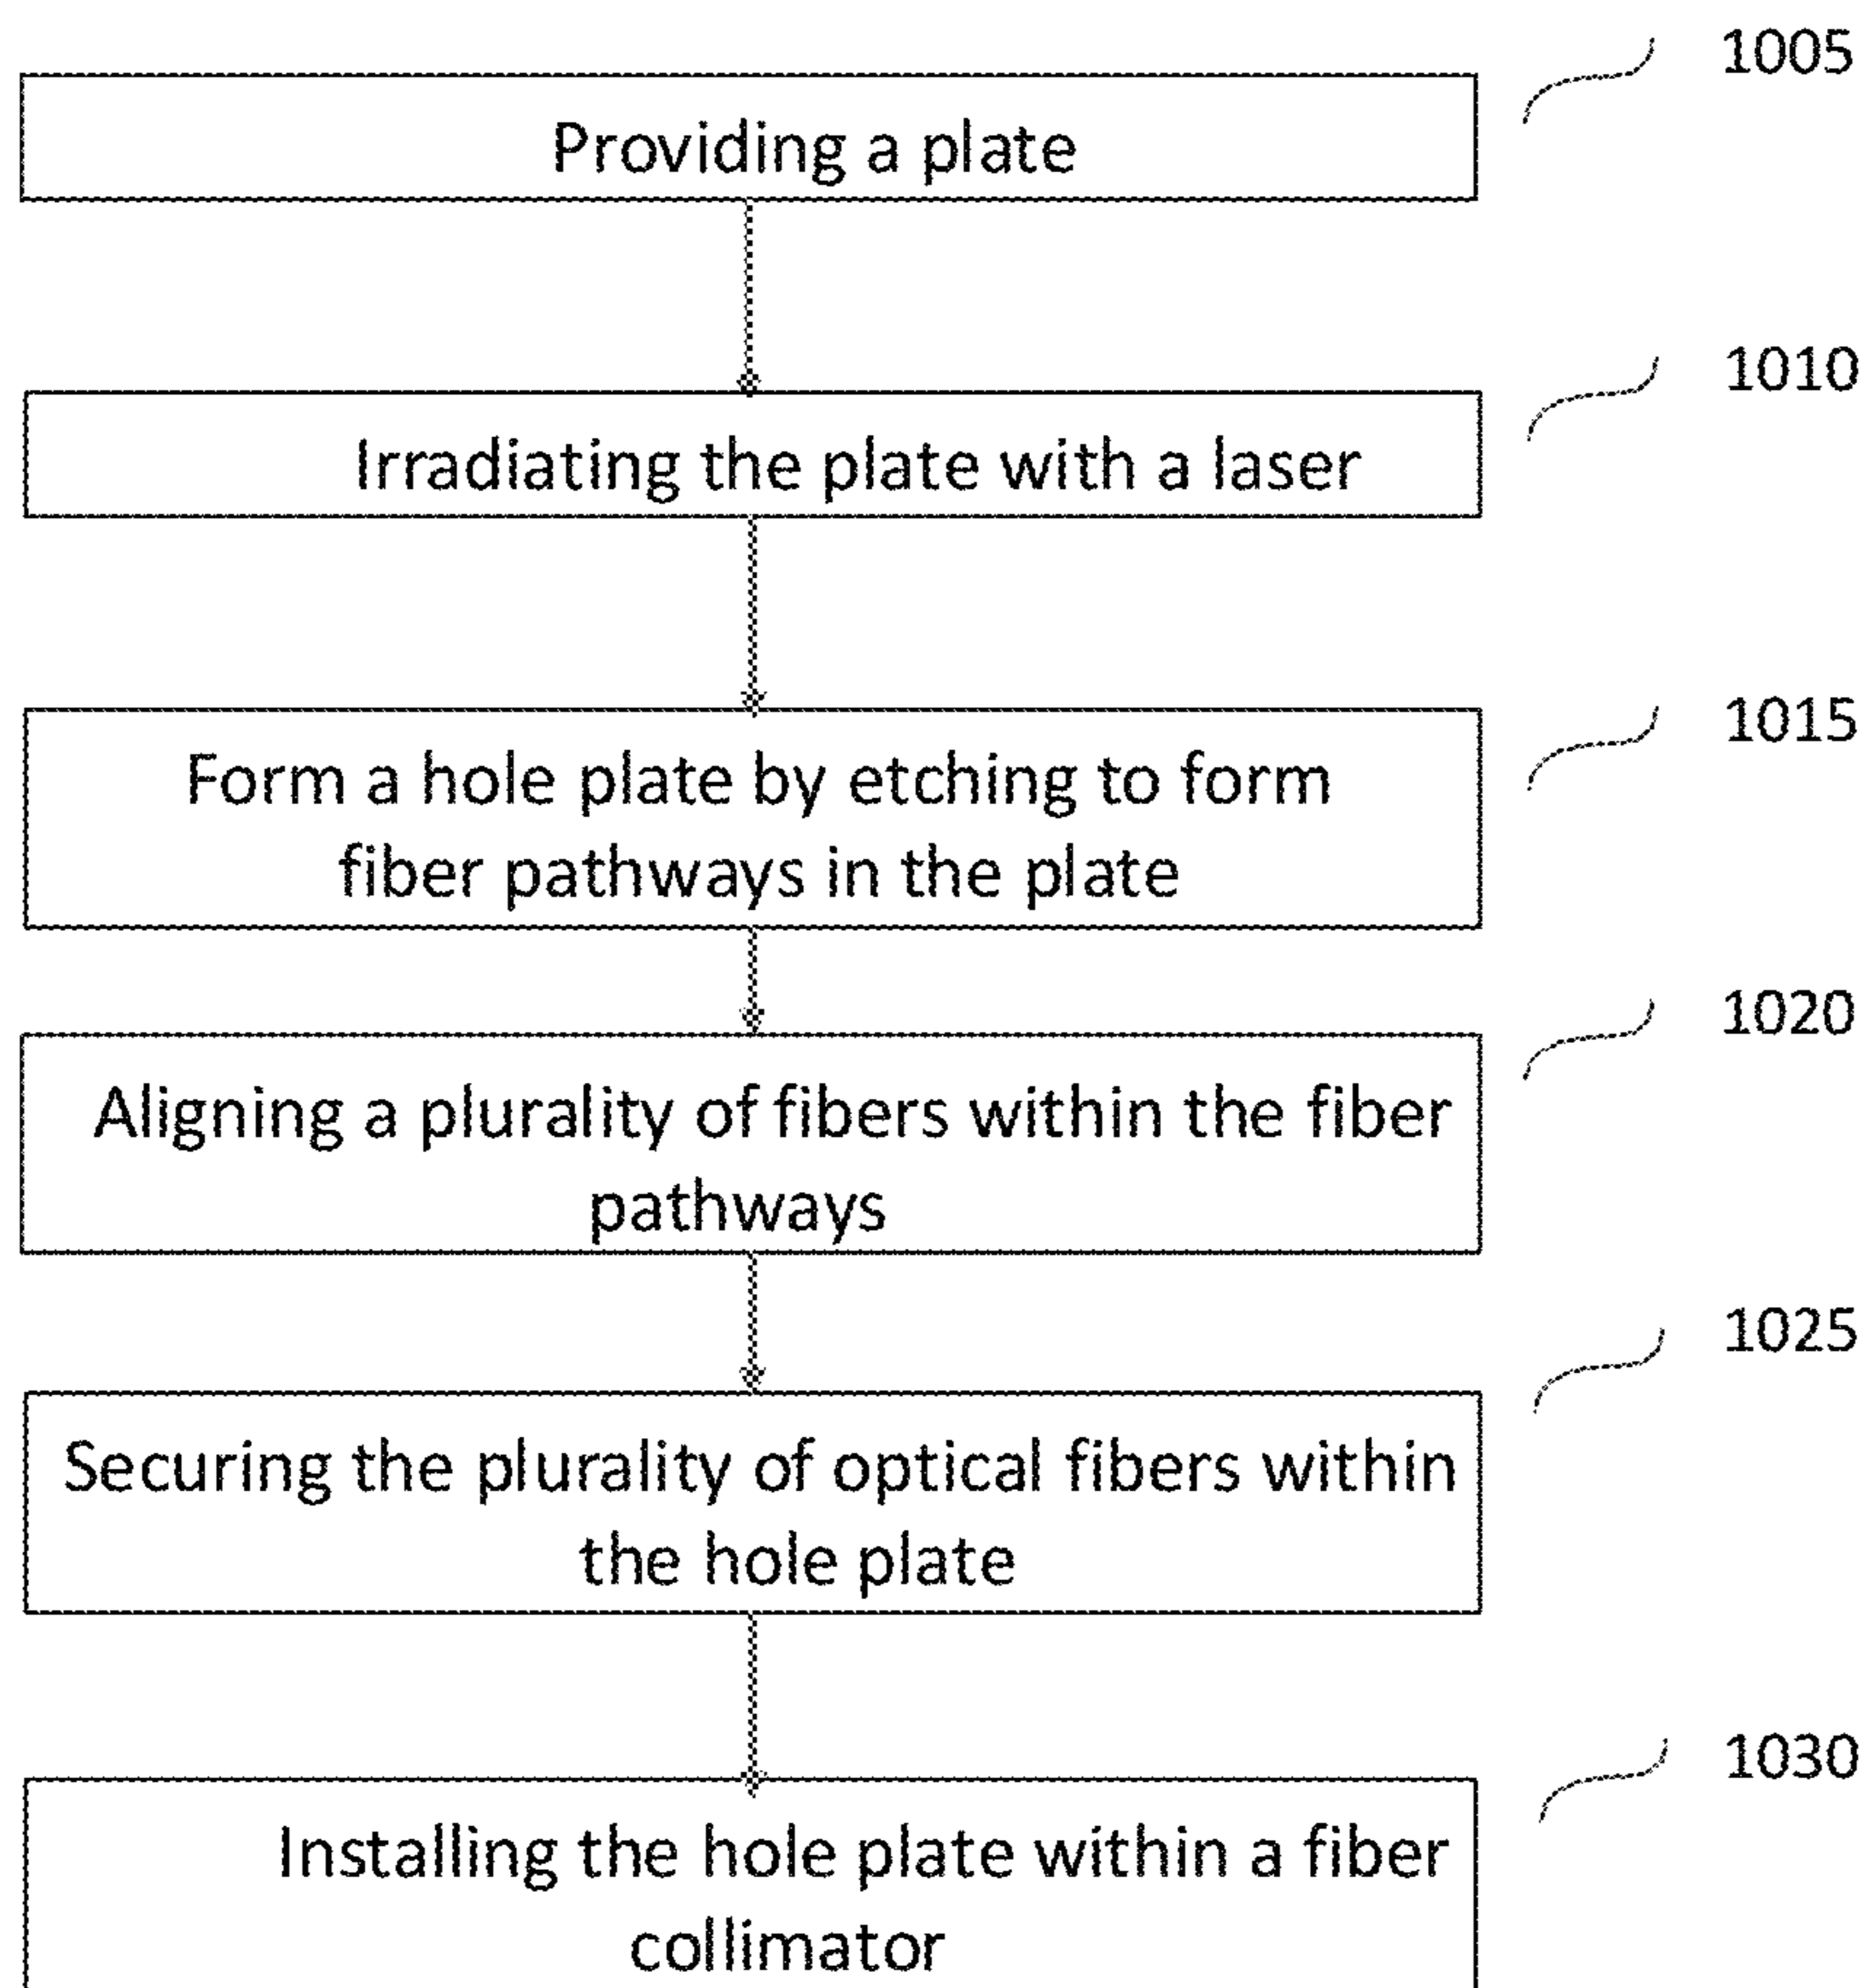 1005
Providing a plate
1010
Irradiating the plate with a laser
1015
Form a hole plate by etching to form
fiber pathways in the plate
1020
Aligning a plurality of fibers within the fiber
pathways
1025
Securing the plurality of optical fibers within
the hole plate
1030
Installing the hole plate within a fiber
collimator